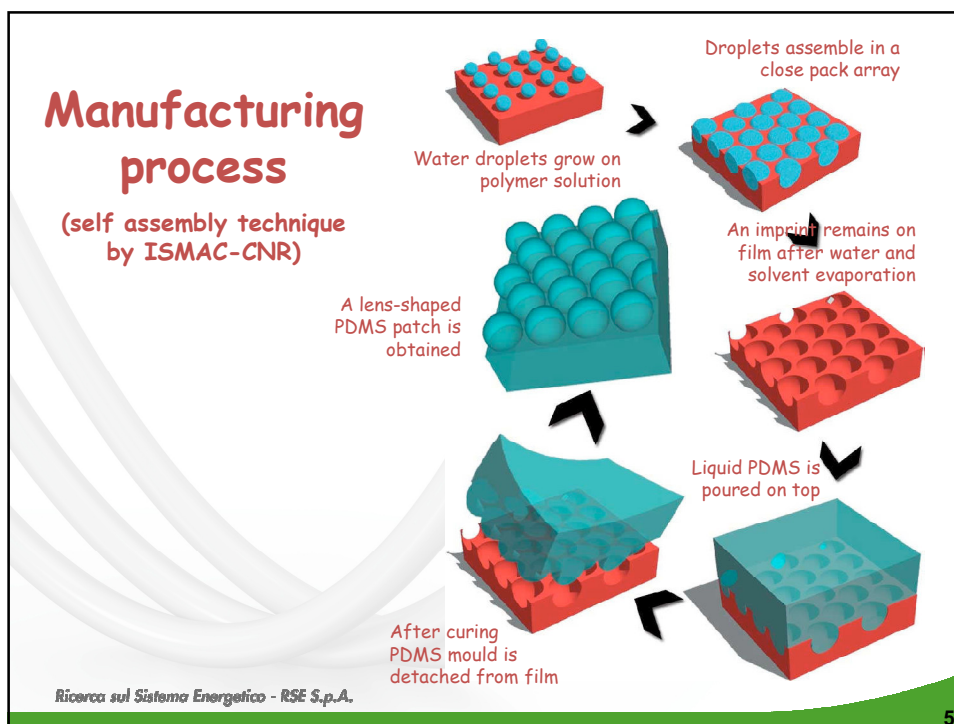 Manufacturing
process
(self assembly technique
by ISMAC-CNR)
Water droplets grow on
polymer solution
Droplets assemble in a
close pack array
An imprint remains on
film after water and
solvent evaporation
Liquid PDMS is
poured on top
After curing
PDMS mould is
detached from film
A lens-shaped
PDMS patch is
obtained
Ricerca sul Sistema Energetico - RSE S.p.A.
5